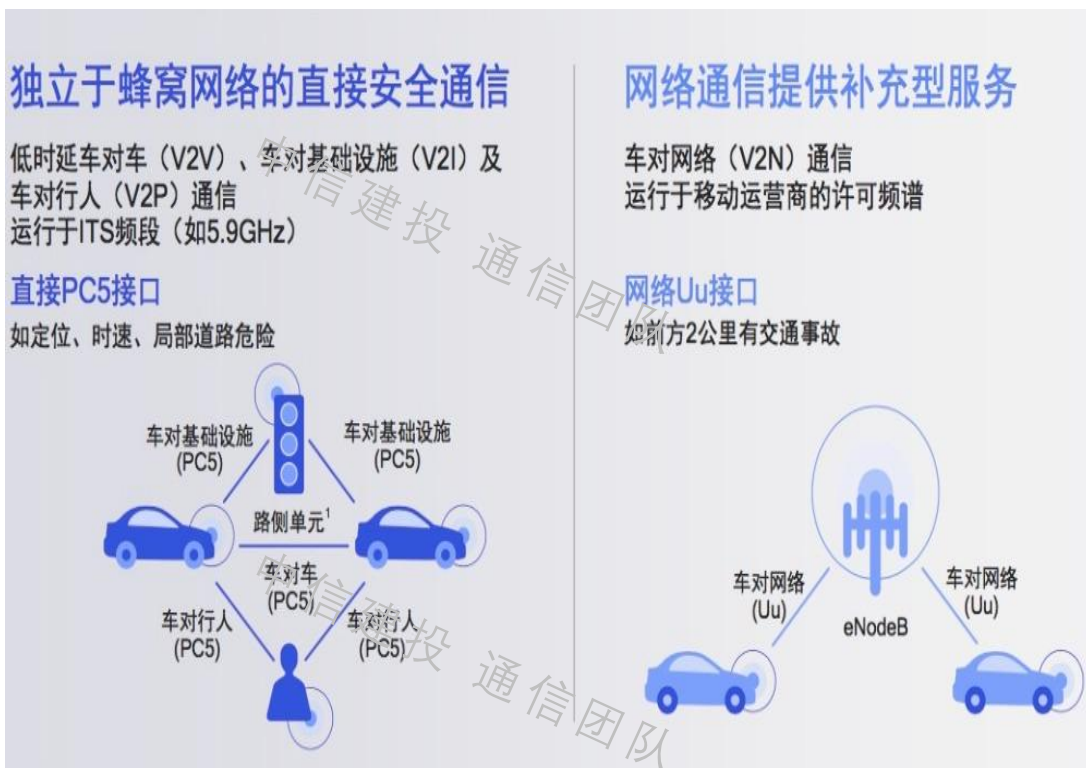 独立于蜂窝网络的直接安全通信
低时延车对车（V2V）、车对基础设施（V2I）及
车对行人（V2P）通信
运行于ITS频段（如5.9GHz）
直接PC5接口
如定位、时速、局部道路危险
车对基础设施
(PC5)
车对基础设施
(PC5)
路侧单元¹
车对车
(PC5)
车对行人
(PC5)
车对行人
(PC5)
网络通信提供补充型服务
车对网络（V2N）通信
运行于移动运营商的许可频谱
网络Uu接口
如前方2公里有交通事故
车对网络
(Uu)
eNodeB
车对网络
(Uu)
中信建投 通信团队
中信建投 通信团队